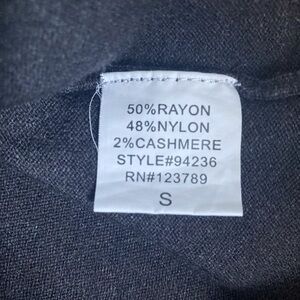 50%RAYON
48%NYLON
2%CASHMERE
STYLE#94236
RN#123789
S